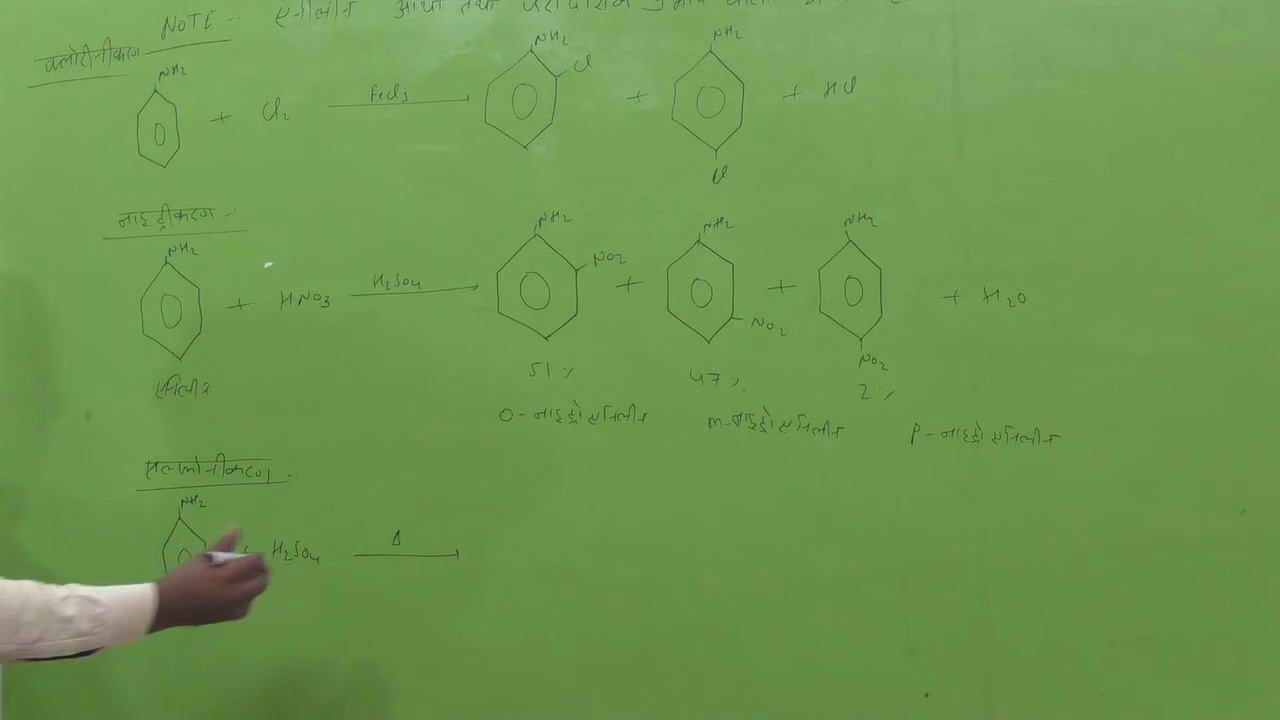 NOTE :- एनीलीन
क्लोरीनीकरण
NH2 NH2 NH2
+ Cl2 FeCl3 Cl + + HCl
Cl
नाइट्रीकरण :-
NH2 NH2 NH2 NH2
+ HNO3 H2SO4 NO2 + + + H2O
NO2
NO2
एनिलीन 51% 47% 2%
O-नाइट्रो एनिलीन m-नाइट्रो एनिलीन P-नाइट्रो एनिलीन
सल्फोनीकरण :-
NH2
+ H2SO4 Δ